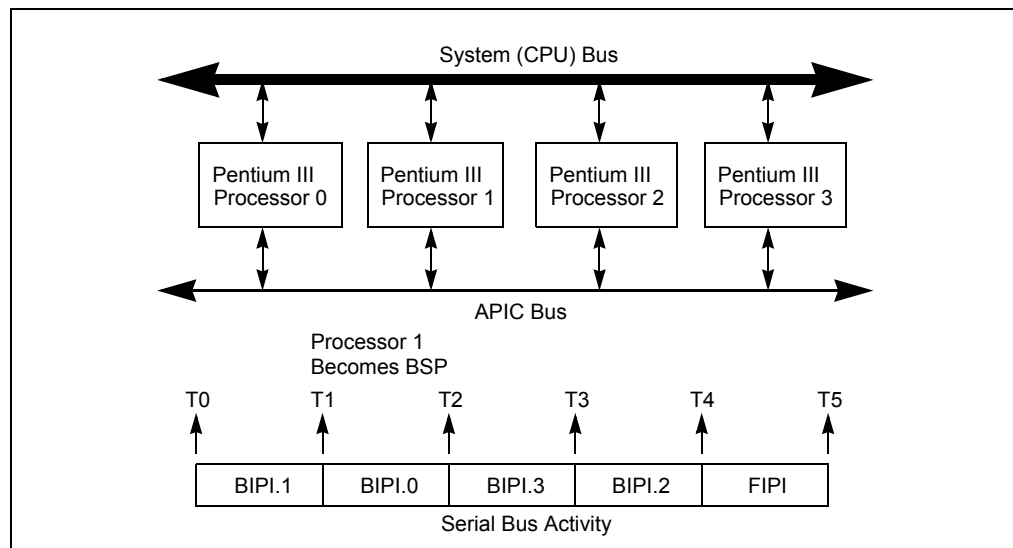 System (CPU) Bus
Pentium III
Processor 0
Pentium III
Processor 1
Pentium III
Processor 2
Pentium III
Processor 3
APIC Bus
Processor 1
Becomes BSP
T0 T1 T2 T3 T4 T5
BIPI.1 BIPI.0 BIPI.3 BIPI.2 FIPI
Serial Bus Activity